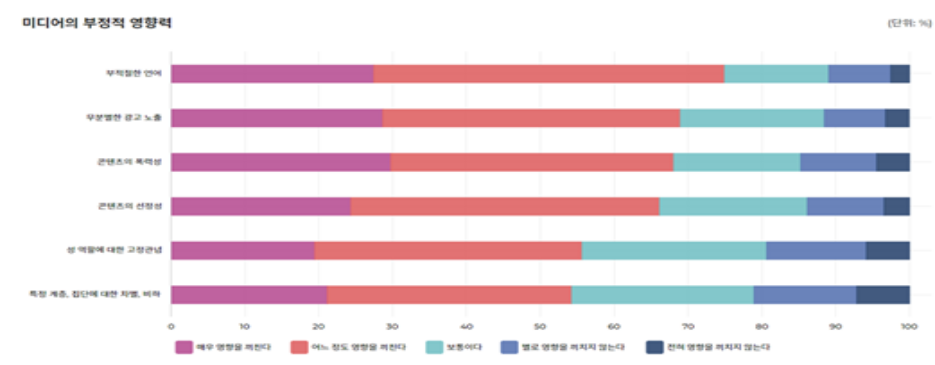 미디어의 부정적 영향력
(단위: %)
부적절한 언어
무분별한 광고 노출
콘텐츠의 폭력성
콘텐츠의 선정성
성 역할에 대한 고정관념
특정 계층, 집단에 대한 차별, 비하
0 10 20 30 40 50 60 70 80 90 100
매우 영향을 끼친다 어느 정도 영향을 끼친다 보통이다 별로 영향을 끼치지 않는다 전혀 영향을 끼치지 않는다